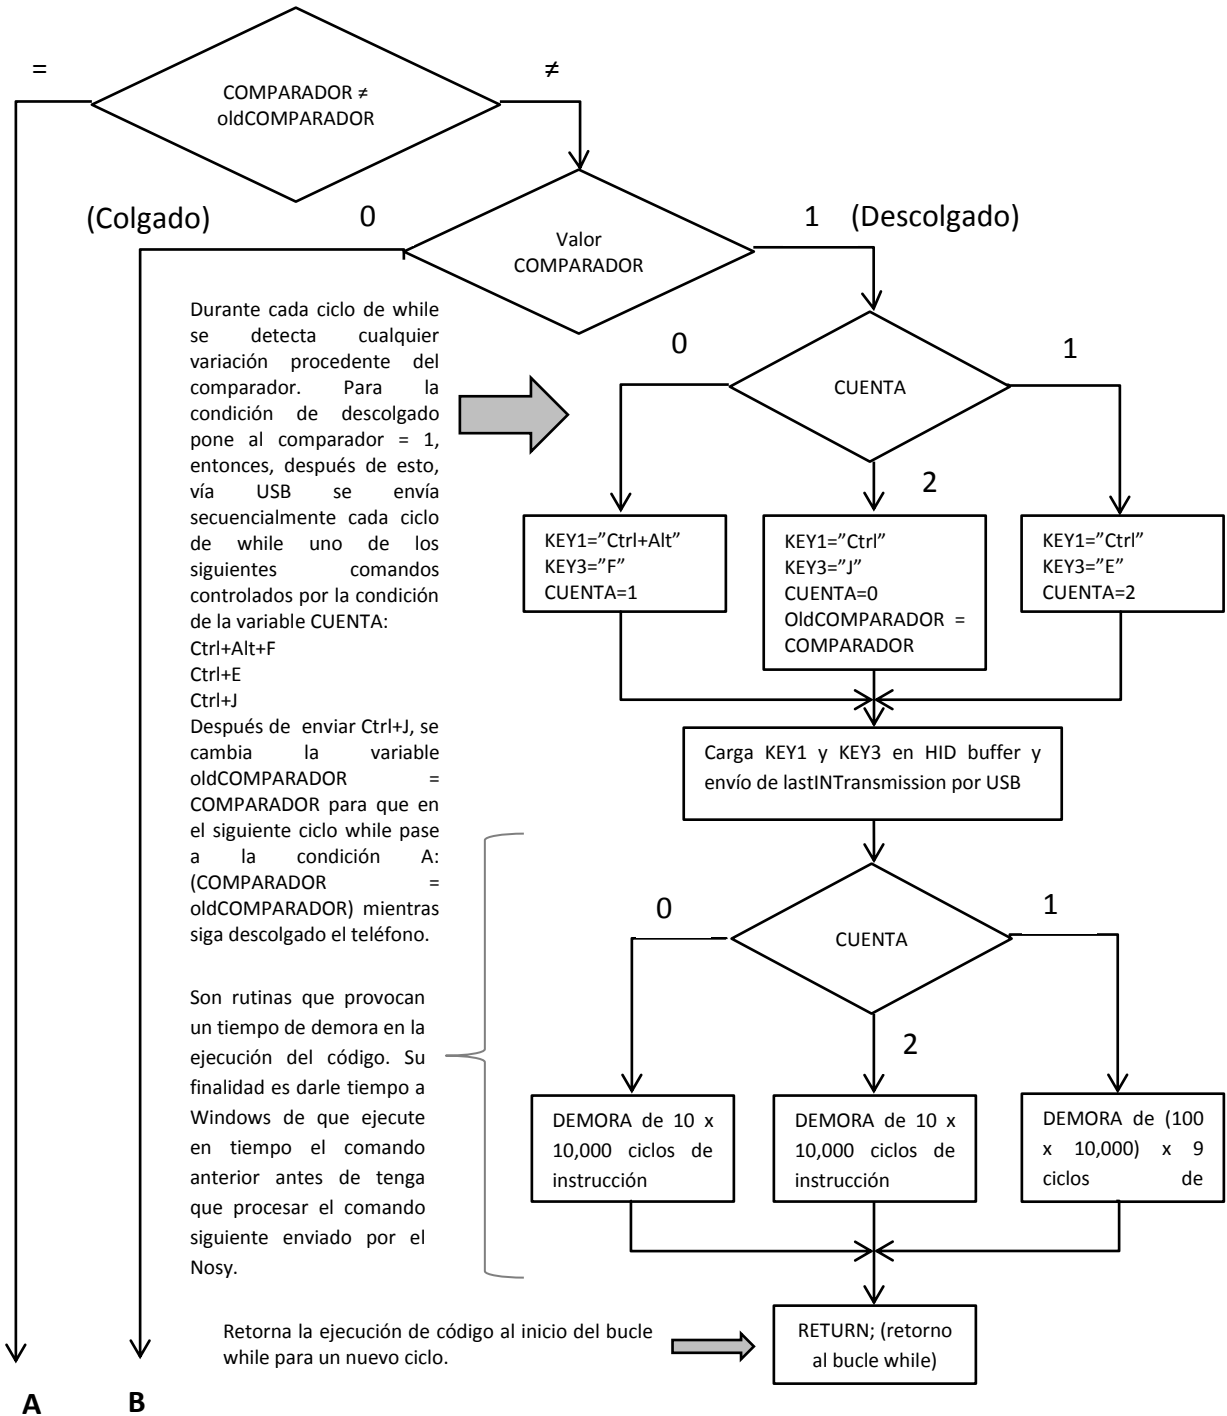 =
≠
COMPARADOR ≠
oldCOMPARADOR
(Colgado)
0
1
(Descolgado)
Valor
COMPARADOR
Durante cada ciclo de while
se detecta cualquier
variación procedente del
comparador. Para la
condición de descolgado
pone al comparador = 1,
entonces, después de esto,
vía USB se envía
secuencialmente cada ciclo
de while uno de los
siguientes comandos
controlados por la condición
de la variable CUENTA:
Ctrl+Alt+F
Ctrl+E
Ctrl+J
Después de enviar Ctrl+J, se
cambia la variable
oldCOMPARADOR =
COMPARADOR para que en
el siguiente ciclo while pase
a la condición A:
(COMPARADOR =
oldCOMPARADOR) mientras
siga descolgado el teléfono.
0
1
CUENTA
2
KEY1=”Ctrl+Alt”
KEY3=”F”
CUENTA=1
KEY1=”Ctrl”
KEY3=”J”
CUENTA=0
OldCOMPARADOR =
COMPARADOR
KEY1=”Ctrl”
KEY3=”E”
CUENTA=2
Carga KEY1 y KEY3 en HID buffer y
envío de lastINTransmission por USB
0
1
CUENTA
2
Son rutinas que provocan
un tiempo de demora en la
ejecución del código. Su
finalidad es darle tiempo a
Windows de que ejecute
en tiempo el comando
anterior antes de tenga
que procesar el comando
siguiente enviado por el
Nosy.
DEMORA de 10 x
10,000 ciclos de
instrucción
DEMORA de 10 x
10,000 ciclos de
instrucción
DEMORA de (100
x 10,000) x 9
ciclos de
Retorna la ejecución de código al inicio del bucle
while para un nuevo ciclo.
RETURN; (retorno
al bucle while)
A
B